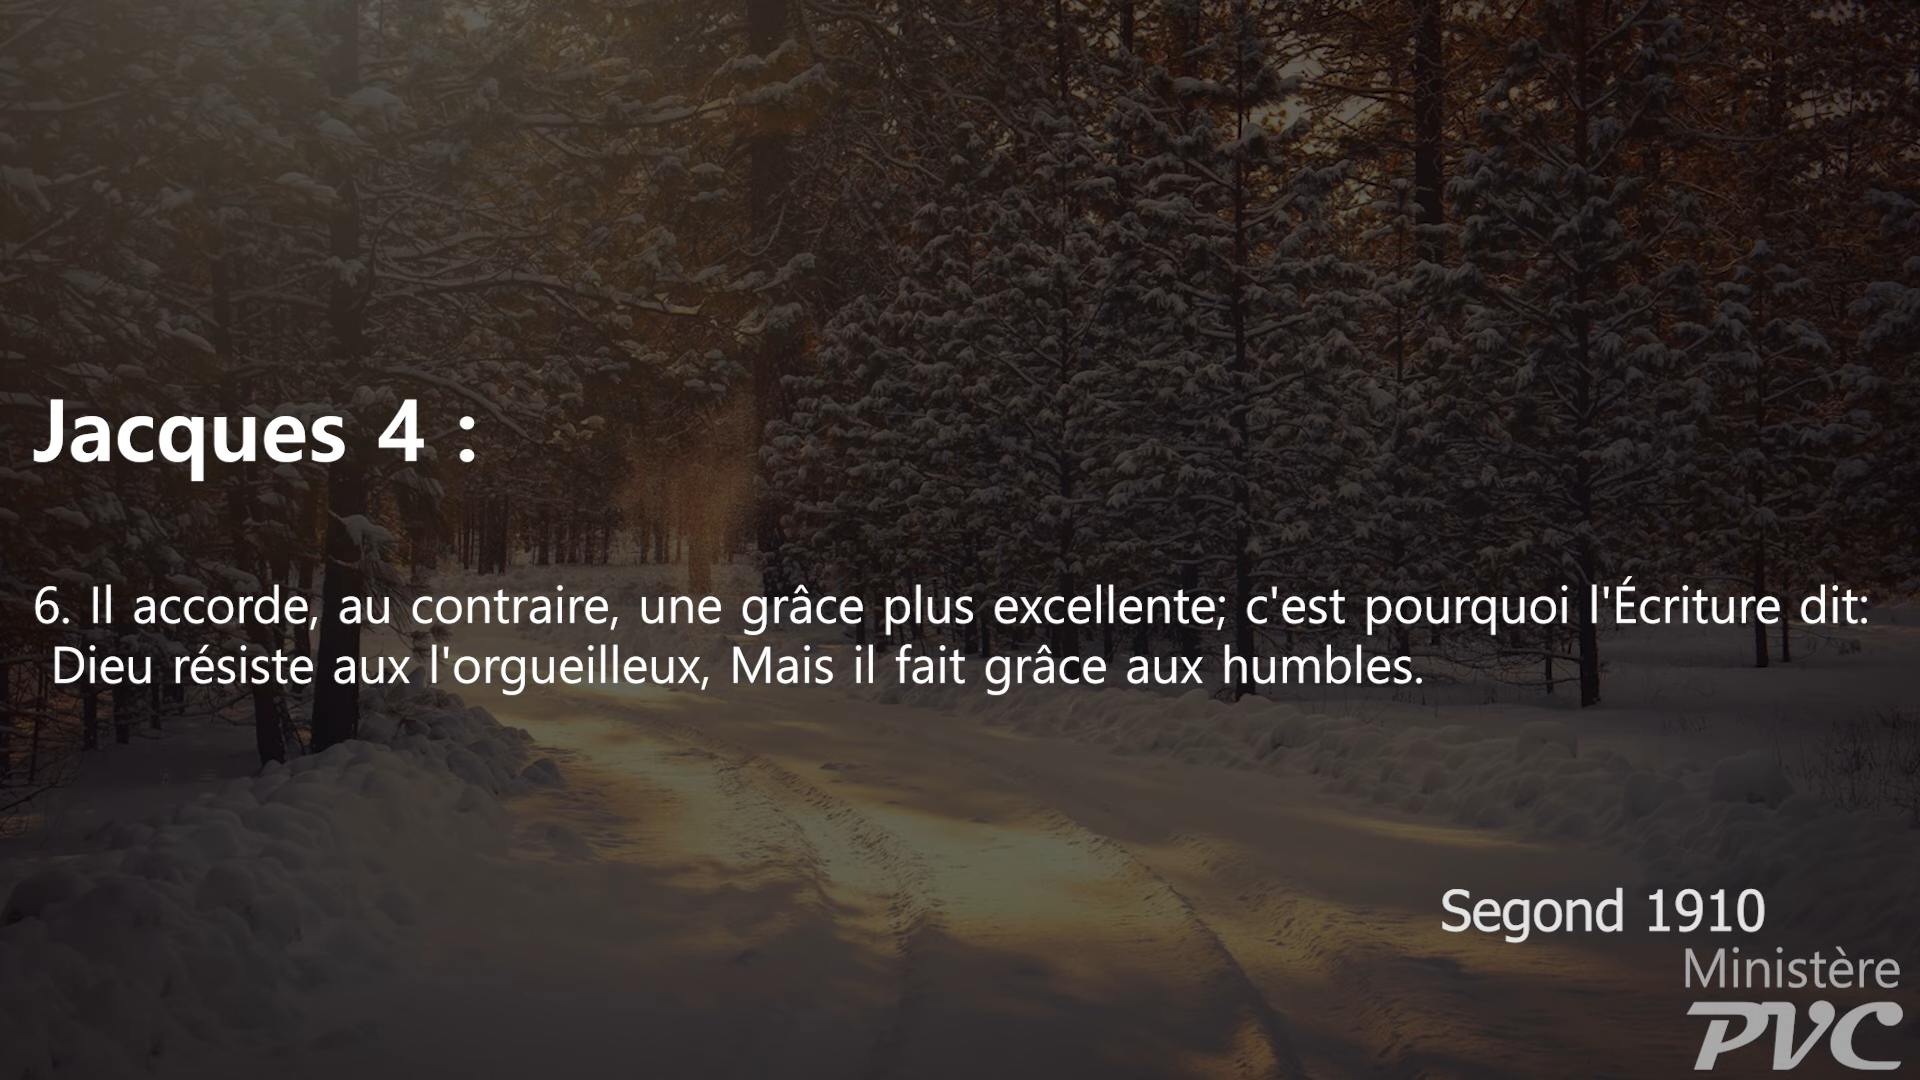 Jacques 4 :
6. Il accorde, au contraire, une grâce plus excellente; c'est pourquoi l'Écriture dit:
Dieu résiste aux l'orgueilleux, Mais il fait grâce aux humbles.
Segond 1910
Ministère
PVC